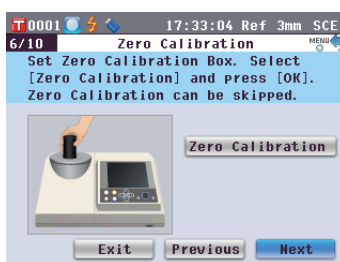 T 0001 17:33:04 Ref 3mm SCE
6/10 Zero Calibration MENU
Set Zero Calibration Box. Select
[Zero Calibration] and press [OK].
Zero Calibration can be skipped.
Zero Calibration
Exit Previous Next